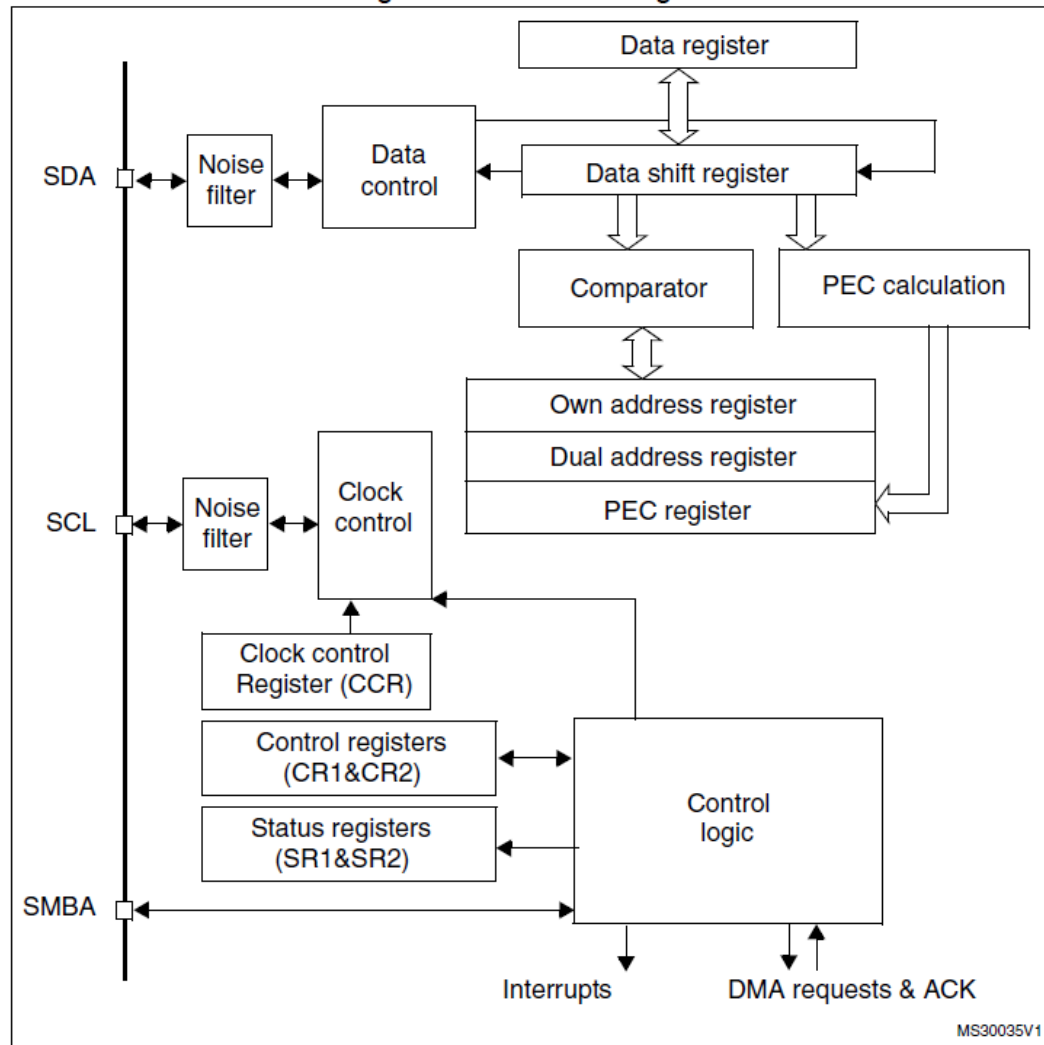 Data register
SDA
Noise
filter
Data
control
Data shift register
Comparator
PEC calculation
Own address register
Dual address register
PEC register
SCL
Noise
filter
Clock
control
Clock control
Register (CCR)
Control registers
(CR1&CR2)
Status registers
(SR1&SR2)
Control
logic
SMBA
Interrupts
DMA requests & ACK
MS30035V1